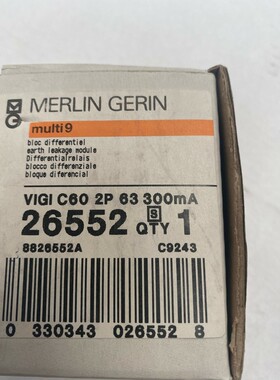 MG MERLIN GERIN
multi9
bloc differentiel
earth leakage module
Differentialrelais
blocco differenziale
bloque diferencial
VIGI C60 2P 63 300mA
26552 S QTY 1
8826552A C9243
0 330343 026552 8